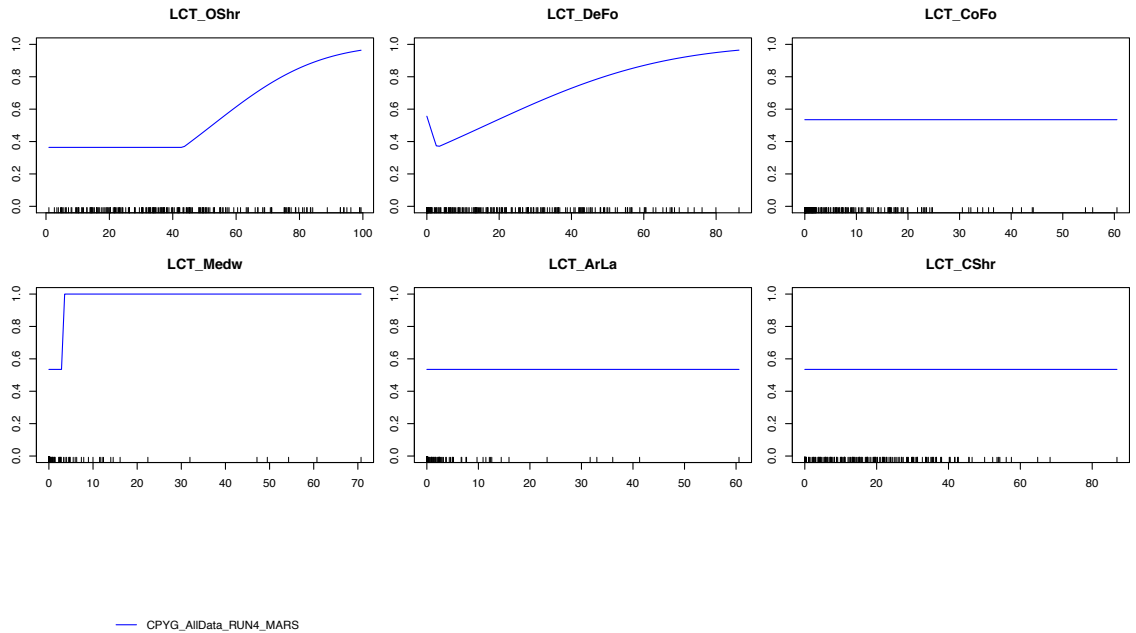 LCT_OShr LCT_DeFo LCT_CoFo
1.0 1.0 1.0
0.8 0.8 0.8
0.6 0.6 0.6
0.4 0.4 0.4
0.2 0.2 0.2
0.0 0.0 0.0
0 20 40 60 80 100 0 20 40 60 80 0 10 20 30 40 50 60
LCT_Medw LCT_ArLa LCT_CShr
1.0 1.0 1.0
0.8 0.8 0.8
0.6 0.6 0.6
0.4 0.4 0.4
0.2 0.2 0.2
0.0 0.0 0.0
0 10 20 30 40 50 60 70 0 10 20 30 40 50 60 0 20 40 60 80
CPYG_AllData_RUN4_MARS